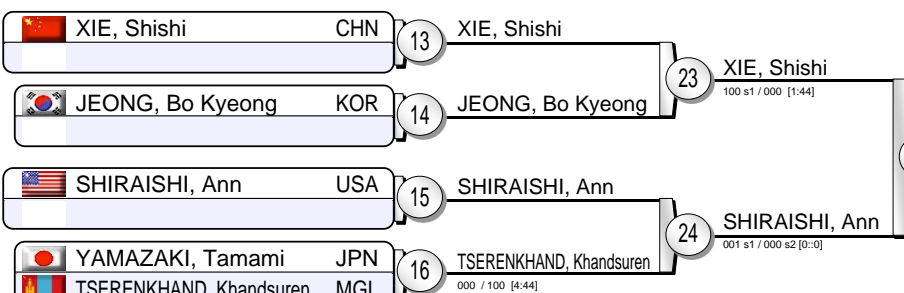 XIE, Shishi CHN
13
XIE, Shishi
JEONG, Bo Kyeong KOR
14
JEONG, Bo Kyeong
23
XIE, Shishi
100 s1 / 000 [1:44]
SHIRAISHI, Ann USA
15
SHIRAISHI, Ann
YAMAZAKI, Tamami JPN
TSERENKHAND, Khandsuren MGL
16
TSERENKHAND, Khandsuren
000 / 100 [4:44]
24
SHIRAISHI, Ann
001 s1 / 000 s2 [0::0]